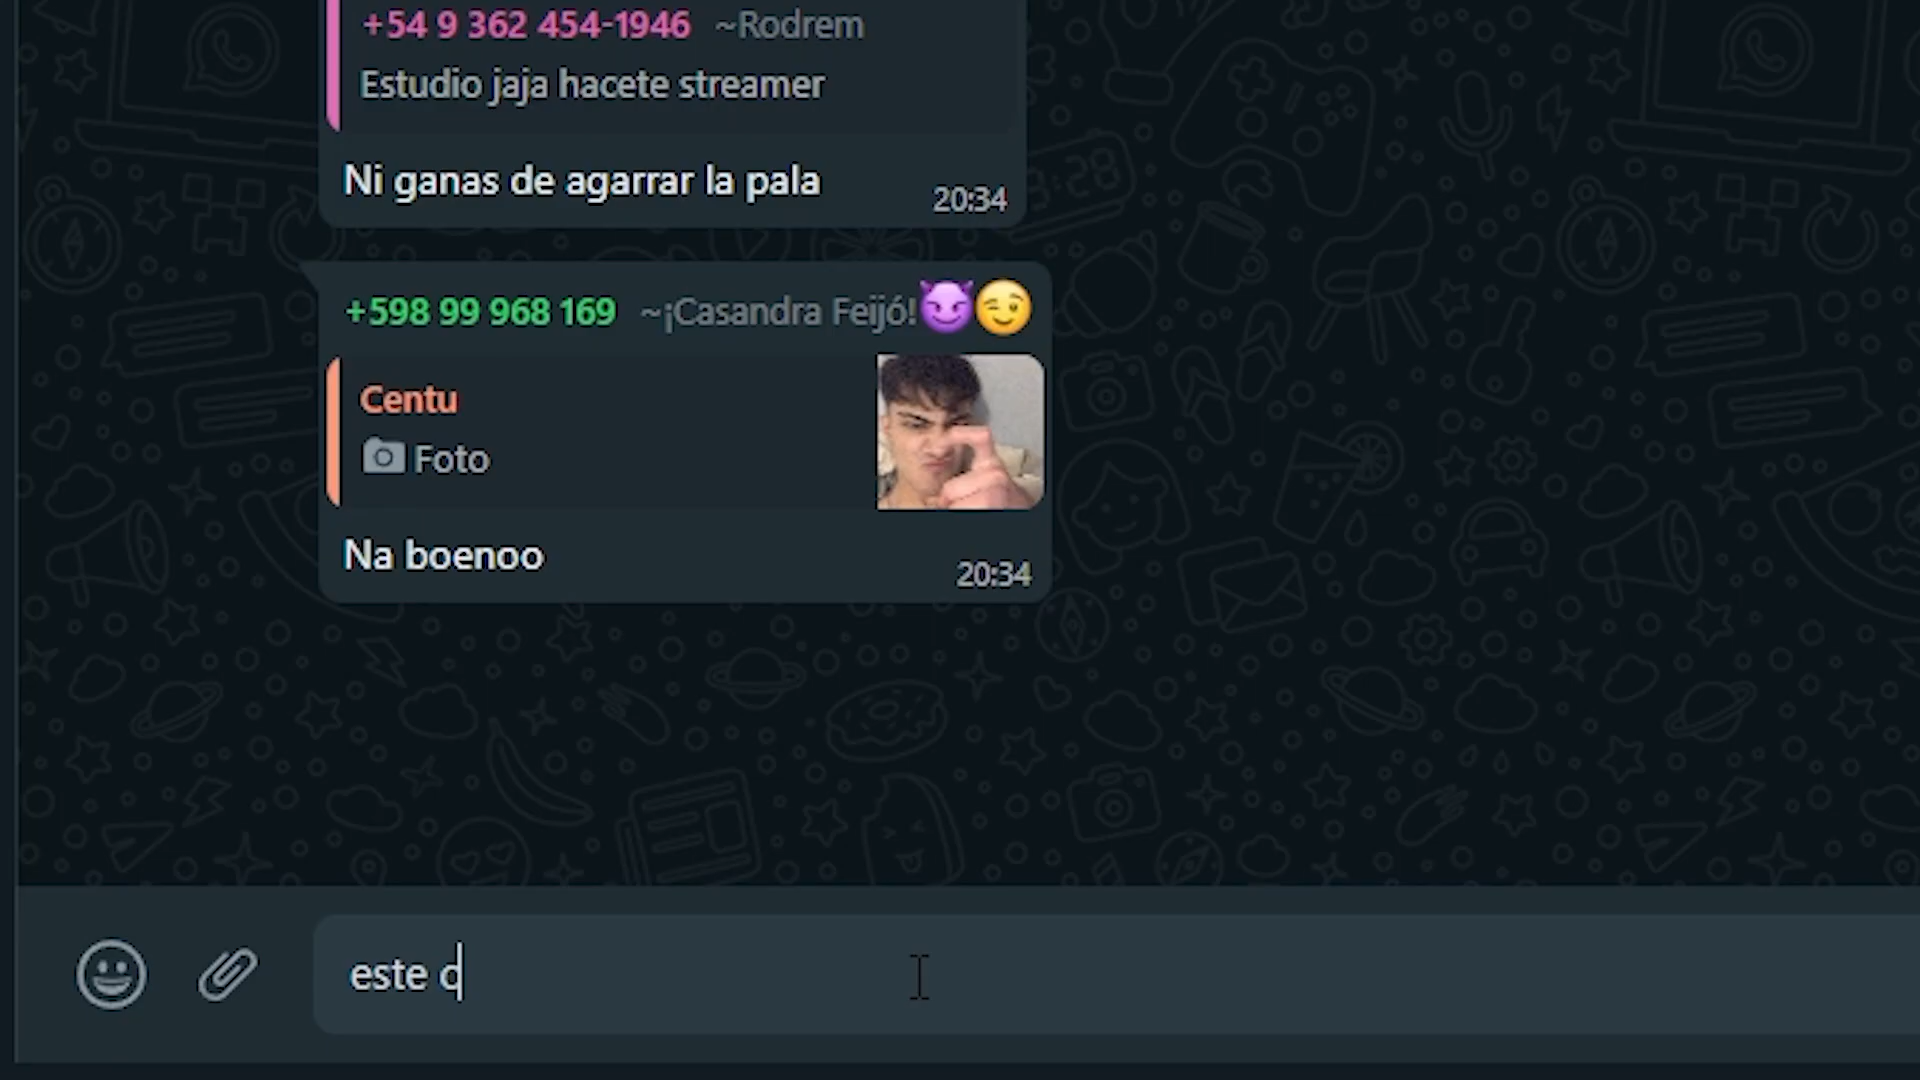 +54 9 362 454-1946 ~Rodrem
Estudio jaja hacete streamer
Ni ganas de agarrar la pala
20:34
+598 99 968 169 ~¡Casandra Feijó!😈😉
Centu
Foto
Na boenoo
20:34
este q